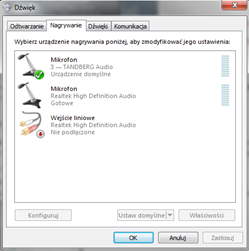 Dźwięk
Odtwarzanie Nagrywanie Dźwięki Komunikacja
Wybierz urządzenie nagrywania poniżej, aby zmodyfikować jego ustawienia:
Mikrofon
3 — TANDBERG Audio
Urządzenie domyślne
Mikrofon
Realtek High Definition Audio
Gotowe
Wejście liniowe
Realtek High Definition Audio
Nie podłączone
Konfiguruj Ustaw domyślne Właściwości
OK Anuluj Zastosuj